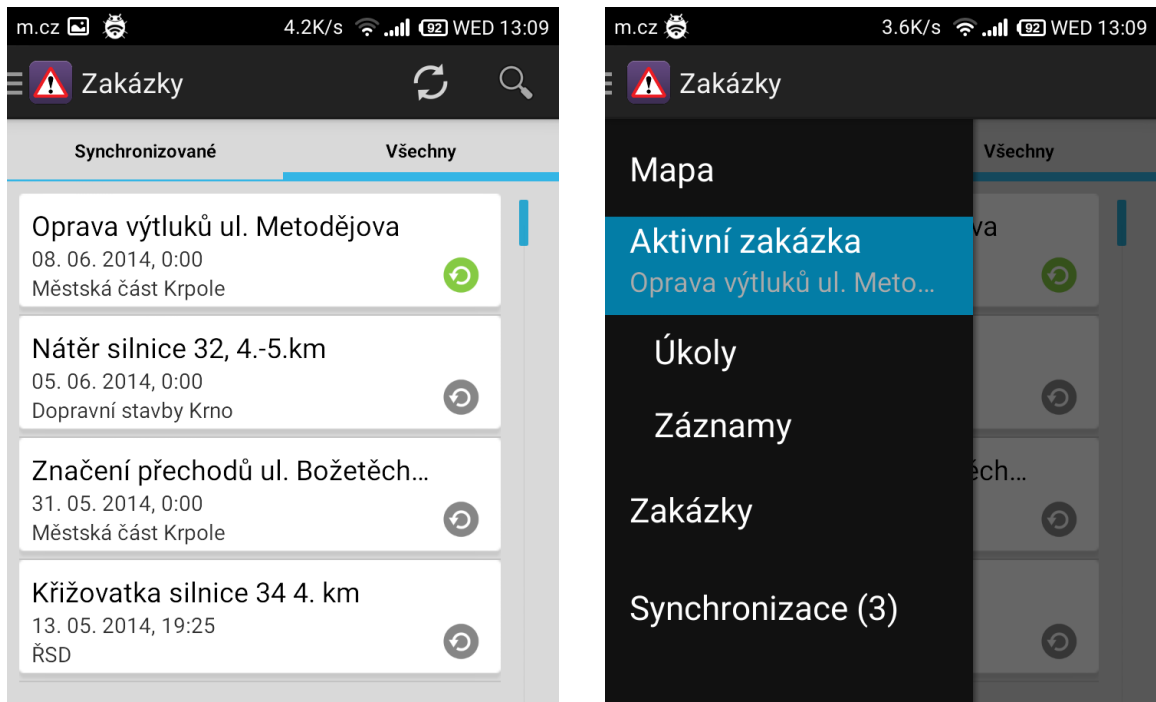 m.cz 4.2K/s 92 WED 13:09
Zakázky
Synchronizované Všechny
Oprava výtluků ul. Metodějova
08. 06. 2014, 0:00
Městská část Krpole
Nátěr silnice 32, 4.-5.km
05. 06. 2014, 0:00
Dopravní stavby Krno
Značení přechodů ul. Božetěch...
31. 05. 2014, 0:00
Městská část Krpole
Křižovatka silnice 34 4. km
13. 05. 2014, 19:25
ŘSD
m.cz 3.6K/s 92 WED 13:09
Zakázky
Všechny
Mapa
Aktivní zakázka
va
Oprava výtluků ul. Meto...
Úkoly
Záznamy
ěch...
Zakázky
Synchronizace (3)